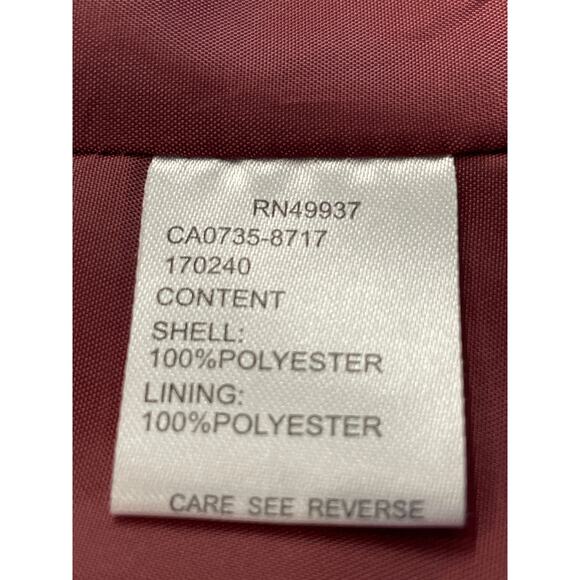 RN49937
CA0735-8717
170240
CONTENT
SHELL:
100%POLYESTER
LINING:
100%POLYESTER
CARE SEE REVERSE